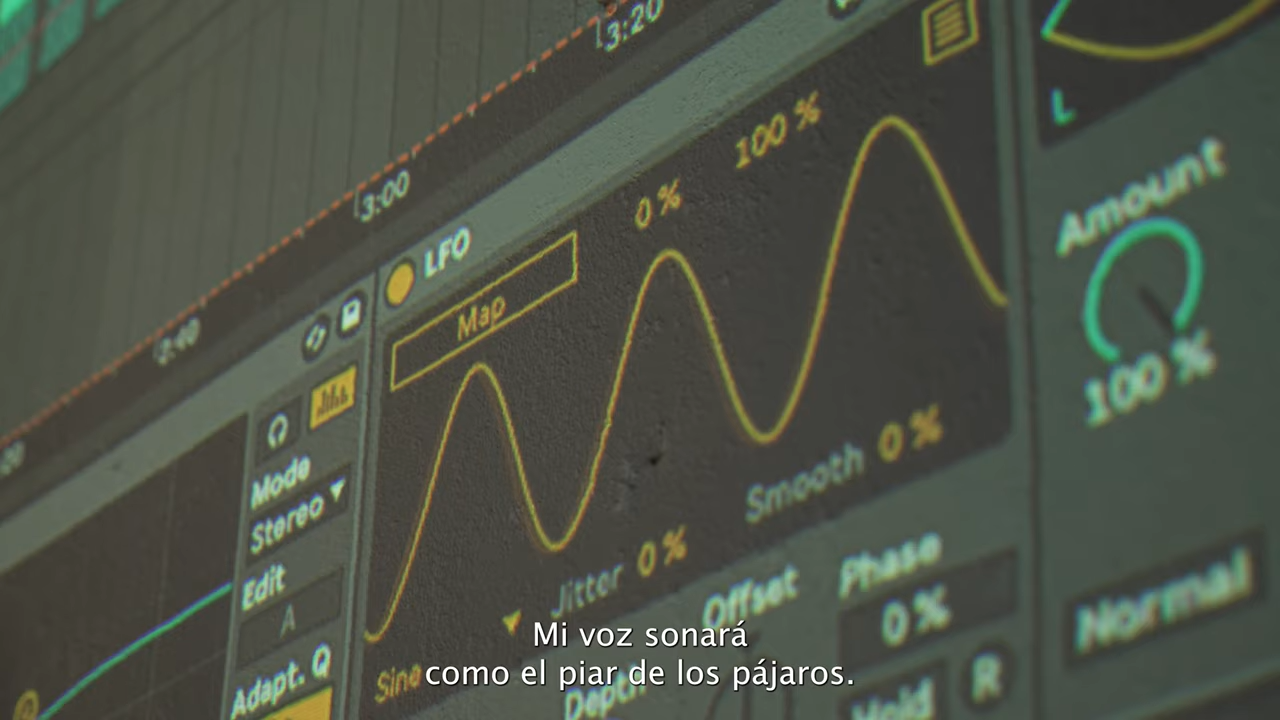 3:20
3:00
2:40
LFO
Map
0 %
100 %
L
Amount
100 %
Mode
Stereo
Edit
A
Adapt. Q
Sine
Jitter 0 %
Smooth 0 %
Offset
Phase
0 %
Depth
Hold
R
Normal
Mi voz sonará
como el piar de los pájaros.